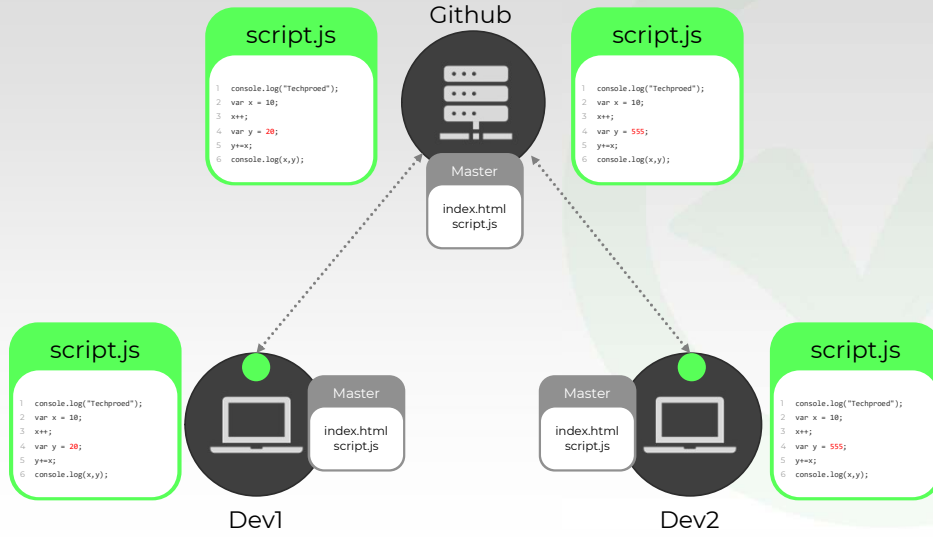 Github
script.js
1 console.log("Techproed");
2 var x = 10;
3 x++;
4 var y = 20;
5 y+=x;
6 console.log(x,y);
script.js
1 console.log("Techproed");
2 var x = 10;
3 x++;
4 var y = 555;
5 y+=x;
6 console.log(x,y);
Master
index.html
script.js
script.js
1 console.log("Techproed");
2 var x = 10;
3 x++;
4 var y = 20;
5 y+=x;
6 console.log(x,y);
Master
index.html
script.js
Dev1
Master
index.html
script.js
Dev2
script.js
1 console.log("Techproed");
2 var x = 10;
3 x++;
4 var y = 555;
5 y+=x;
6 console.log(x,y);